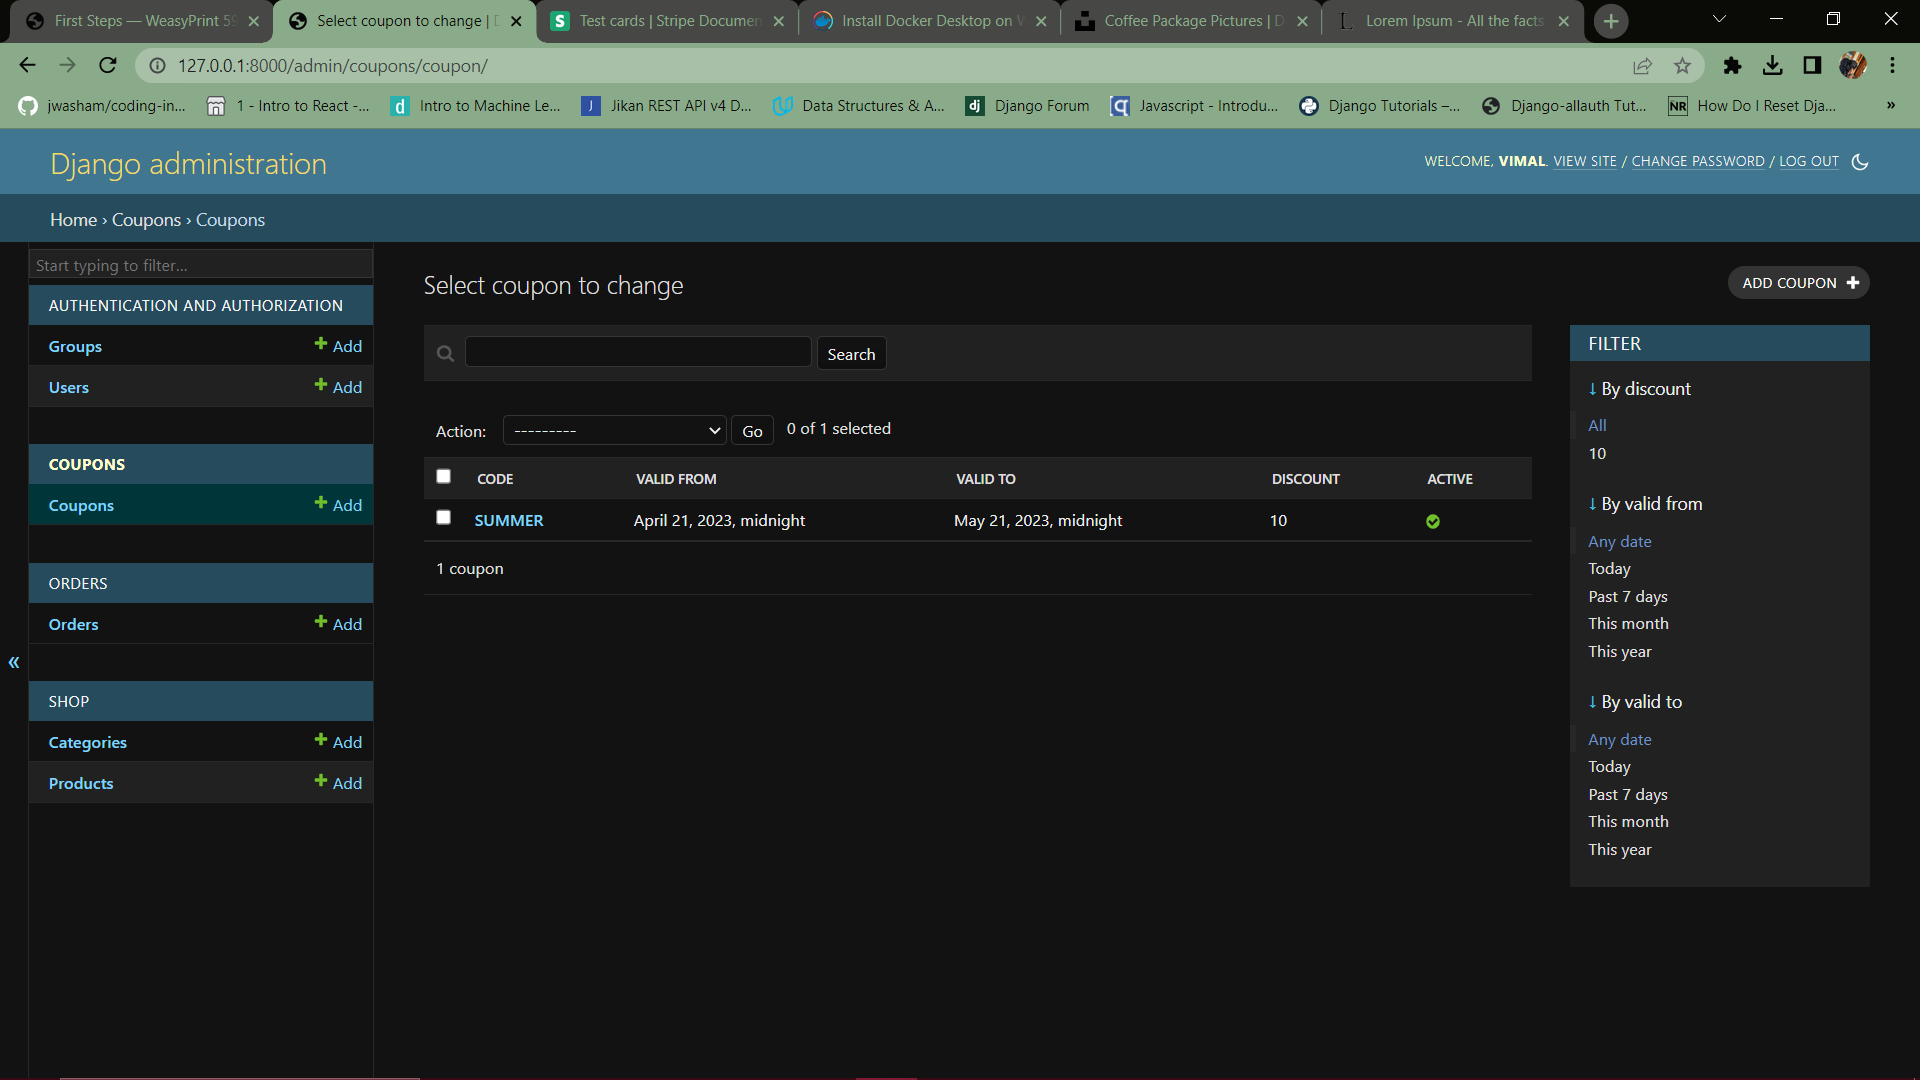 First Steps — WeasyPrint 59
Select coupon to change | D
Test cards | Stripe Documen
Install Docker Desktop on W
Coffee Package Pictures | D
Lorem Ipsum - All the facts
127.0.0.1:8000/admin/coupons/coupon/
jwasham/coding-in...
1 - Intro to React -...
Intro to Machine Le...
Jikan REST API v4 D...
Data Structures & A...
Django Forum
Javascript - Introdu...
Django Tutorials –...
Django-allauth Tut...
How Do I Reset Dja...
»
Django administration
WELCOME, VIMAL. VIEW SITE / CHANGE PASSWORD / LOG OUT
Home › Coupons › Coupons
Start typing to filter...
AUTHENTICATION AND AUTHORIZATION
Groups Add
Users Add
COUPONS
Coupons Add
ORDERS
Orders Add
SHOP
Categories Add
Products Add
«
Select coupon to change
ADD COUPON
Search
Action: --------- Go 0 of 1 selected
CODE VALID FROM VALID TO DISCOUNT ACTIVE
SUMMER April 21, 2023, midnight May 21, 2023, midnight 10
1 coupon
FILTER
↓ By discount
All
10
↓ By valid from
Any date
Today
Past 7 days
This month
This year
↓ By valid to
Any date
Today
Past 7 days
This month
This year